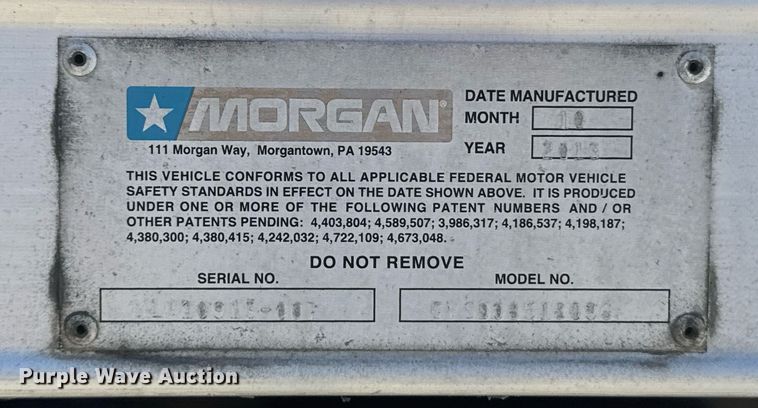 MORGAN®
111 Morgan Way, Morgantown, PA 19543
DATE MANUFACTURED
MONTH 10
YEAR 2013
THIS VEHICLE CONFORMS TO ALL APPLICABLE FEDERAL MOTOR VEHICLE
SAFETY STANDARDS IN EFFECT ON THE DATE SHOWN ABOVE. IT IS PRODUCED
UNDER ONE OR MORE OF THE FOLLOWING PATENT NUMBERS AND / OR
OTHER PATENTS PENDING: 4,403,804; 4,589,507; 3,986,317; 4,186,537; 4,198,187;
4,380,300; 4,380,415; 4,242,032; 4,722,109; 4,673,048.
DO NOT REMOVE
SERIAL NO. MODEL NO.
Purple Wave Auction